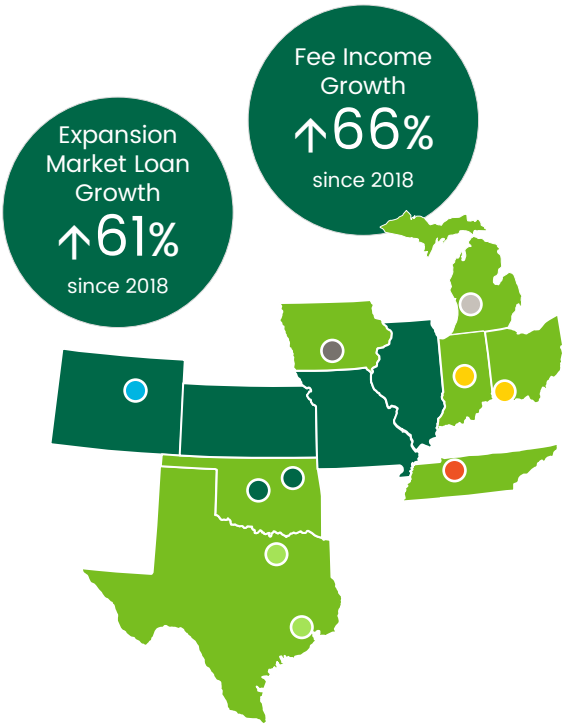 Fee Income
Growth
↑66%
since 2018
Expansion
Market Loan
Growth
↑61%
since 2018